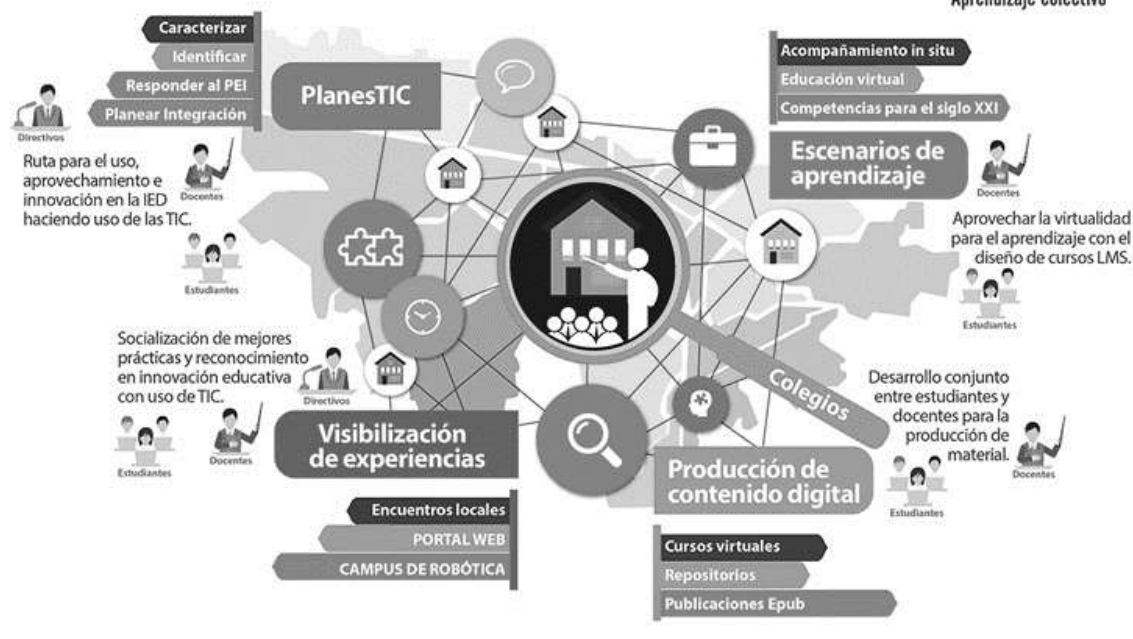 Aprendizaje colectivo
Caracterizar
Identificar
Responder al PEI
Planear Integración
PlanesTIC
Directivos
Ruta para el uso,
aprovechamiento e
innovación en la IED
haciendo uso de las TIC.
Docentes
Estudiantes
Acompañamiento in situ
Educación virtual
Competencias para el siglo XXI
Escenarios de
aprendizaje
Docentes
Aprovechar la virtualidad
para el aprendizaje con el
diseño de cursos LMS.
Estudiantes
Socialización de mejores
prácticas y reconocimiento
en innovación educativa
con uso de TIC.
Directivos
Estudiantes
Docentes
Visibilización
de experiencias
Encuentros locales
PORTAL WEB
CAMPUS DE ROBÓTICA
Colegios
Desarrollo conjunto
entre estudiantes y
docentes para la
producción de
material.
Docentes
Estudiantes
Producción de
contenido digital
Cursos virtuales
Repositorios
Publicaciones Epub